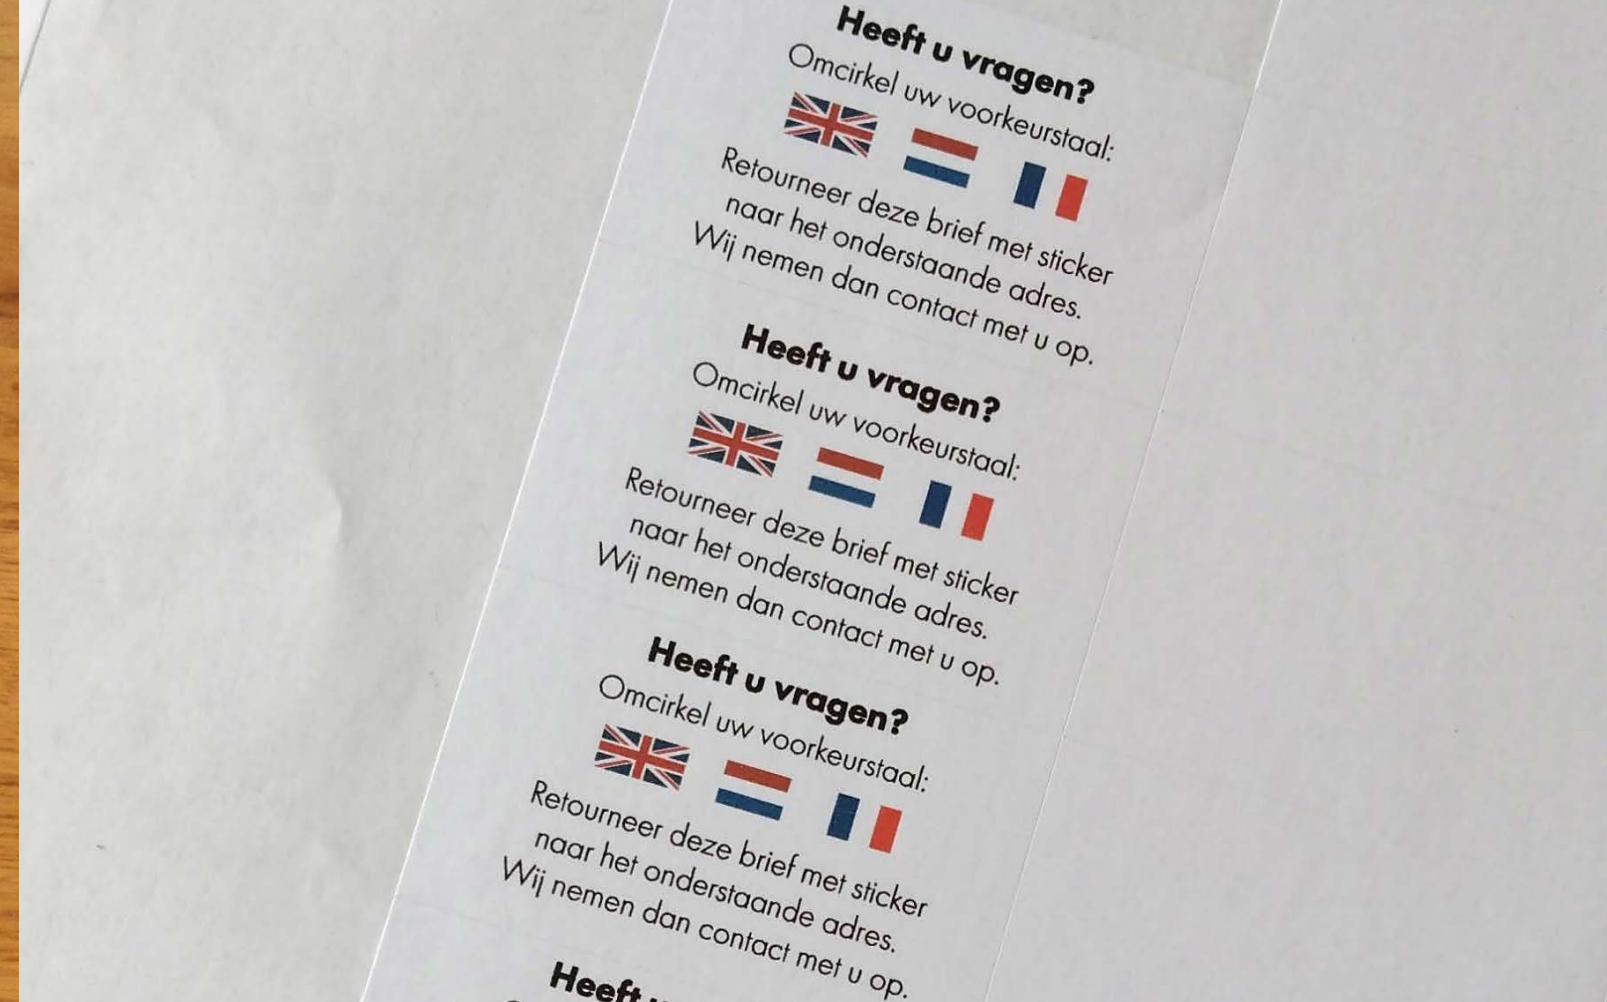 Heeft u vragen?
Omcirkel uw voorkeurstaal:
Retourneer deze brief met sticker
naar het onderstaande adres.
Wij nemen dan contact met u op.
Heeft u vragen?
Omcirkel uw voorkeurstaal:
Retourneer deze brief met sticker
naar het onderstaande adres.
Wij nemen dan contact met u op.
Heeft u vragen?
Omcirkel uw voorkeurstaal:
Retourneer deze brief met sticker
naar het onderstaande adres.
Wij nemen dan contact met u op.
Heeft